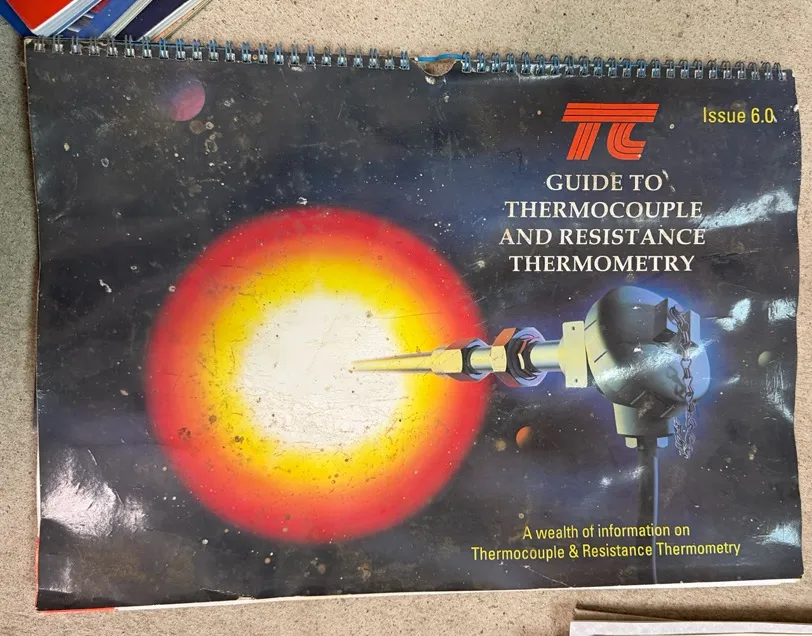 TC
Issue 6.0
GUIDE TO
THERMOCOUPLE
AND RESISTANCE
THERMOMETRY
A wealth of information on
Thermocouple & Resistance Thermometry